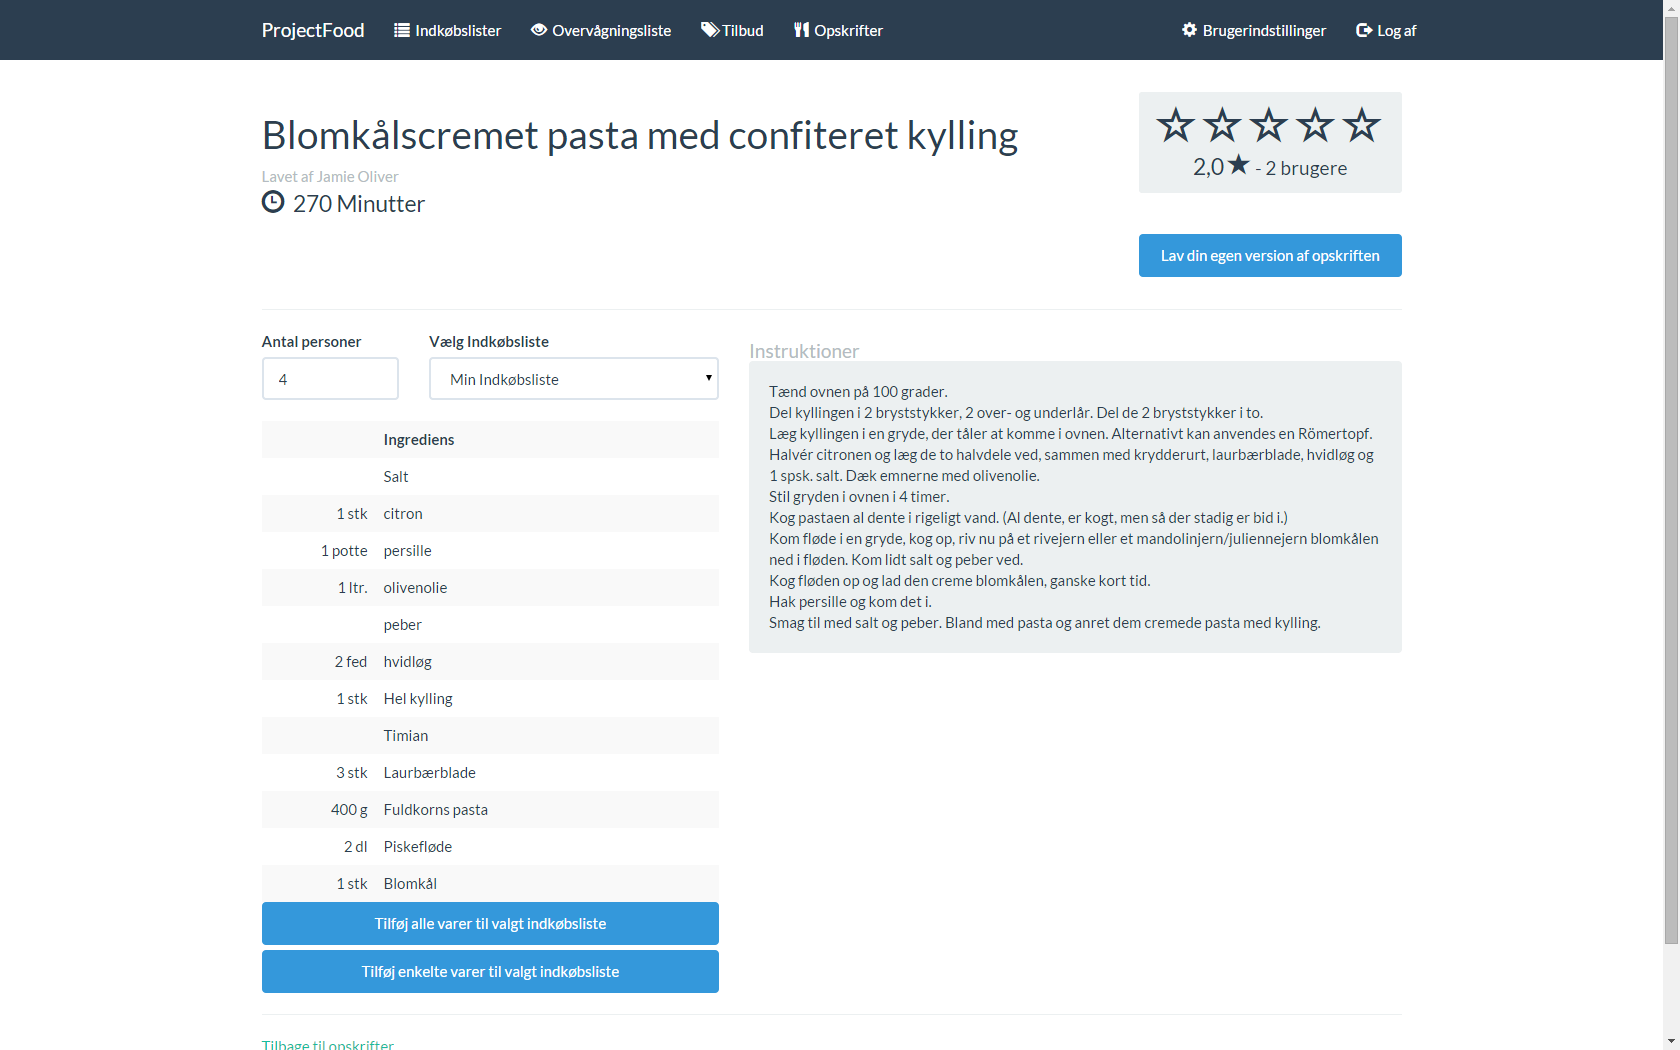 ProjectFood Indkøbslister Overvågningsliste Tilbud Opskrifter Brugerindstillinger Log af
Blomkålscremet pasta med confiteret kylling
Lavet af Jamie Oliver
270 Minutter
2,0★ - 2 brugere
Lav din egen version af opskriften
Antal personer
4
Vælg Indkøbsliste
Min Indkøbsliste
Ingrediens
Salt
1 stk citron
1 potte persille
1 ltr. olivenolie
peber
2 fed hvidløg
1 stk Hel kylling
Timian
3 stk Laurbærblade
400 g Fuldkorns pasta
2 dl Piskefløde
1 stk Blomkål
Tilføj alle varer til valgt indkøbsliste
Tilføj enkelte varer til valgt indkøbsliste
Instruktioner
Tænd ovnen på 100 grader.
Del kyllingen i 2 bryststykker, 2 over- og underlår. Del de 2 bryststykker i to.
Læg kyllingen i en gryde, der tåler at komme i ovnen. Alternativt kan anvendes en Römertopf.
Halvér citronen og læg de to halvdele ved, sammen med krydderurt, laurbærblade, hvidløg og
1 spsk. salt. Dæk emnerne med olivenolie.
Stil gryden i ovnen i 4 timer.
Kog pastaen al dente i rigeligt vand. (Al dente, er kogt, men så der stadig er bid i.)
Kom fløde i en gryde, kog op, riv nu på et rivejern eller et mandolinjern/juliennejern blomkålen
ned i fløden. Kom lidt salt og peber ved.
Kog fløden op og lad den creme blomkålen, ganske kort tid.
Hak persille og kom det i.
Smag til med salt og peber. Bland med pasta og anret dem cremede pasta med kylling.
Tilbage til opskrifter